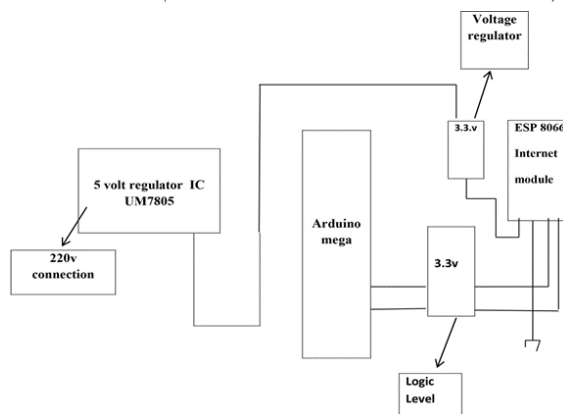 Voltage
regulator
3.3.v
ESP 8066
Internet
module
5 volt regulator IC
UM7805
Arduino
mega
220v
connection
3.3v
Logic
Level